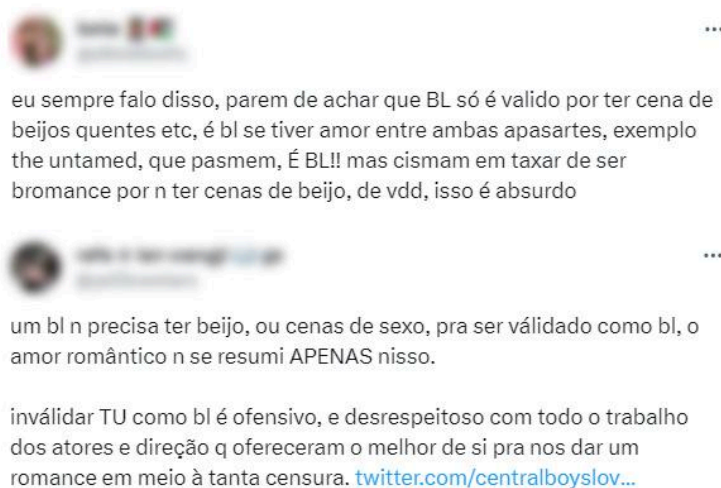 eu sempre falo disso, parem de achar que BL só é valido por ter cena de
beijos quentes etc, é bl se tiver amor entre ambas apasartes, exemplo
the untamed, que pasmem, É BL!! mas cismam em taxar de ser
bromance por n ter cenas de beijo, de vdd, isso é absurdo
um bl n precisa ter beijo, ou cenas de sexo, pra ser válidado como bl, o
amor romântico n se resumi APENAS nisso.
inválidar TU como bl é ofensivo, e desrespeitoso com todo o trabalho
dos atores e direção q ofereceram o melhor de si pra nos dar um
romance em meio à tanta censura. twitter.com/centralboyslov...